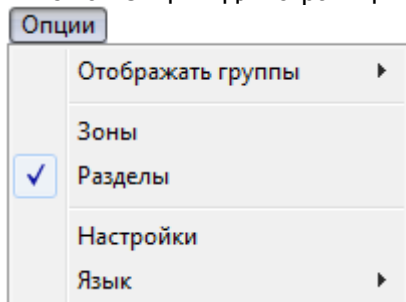 Опции
Отображать группы
Зоны
Разделы
Настройки
Язык